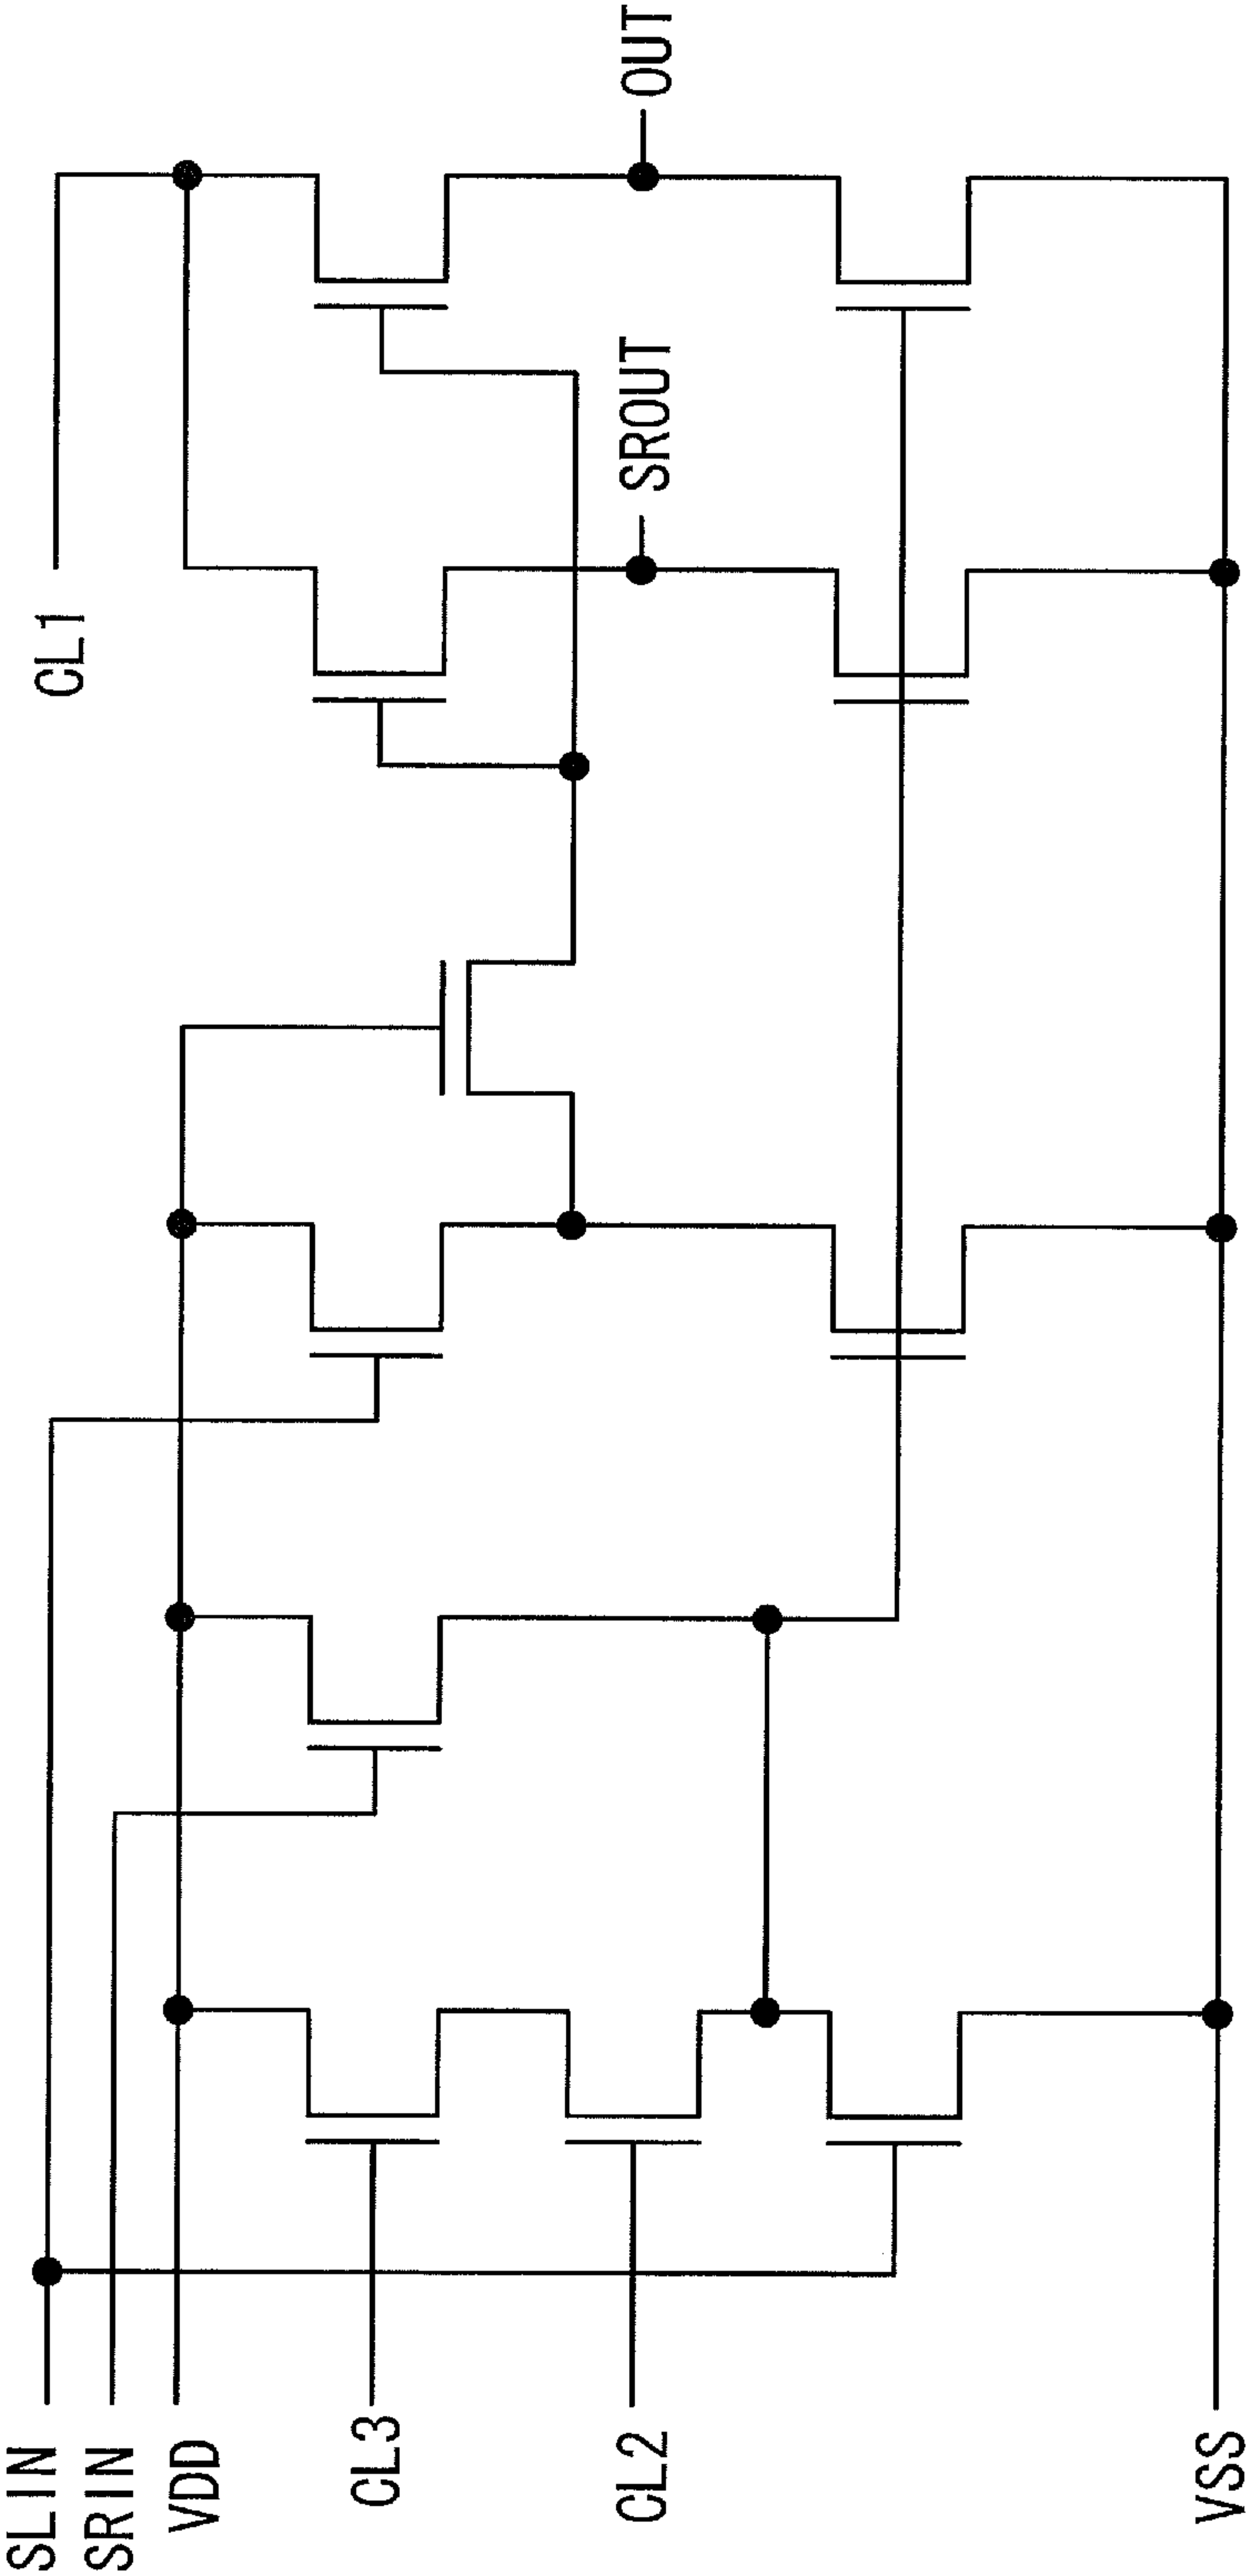 SLIN
SRIN
VDD
CL3
CL2
VSS
CL1
SROUT
OUT